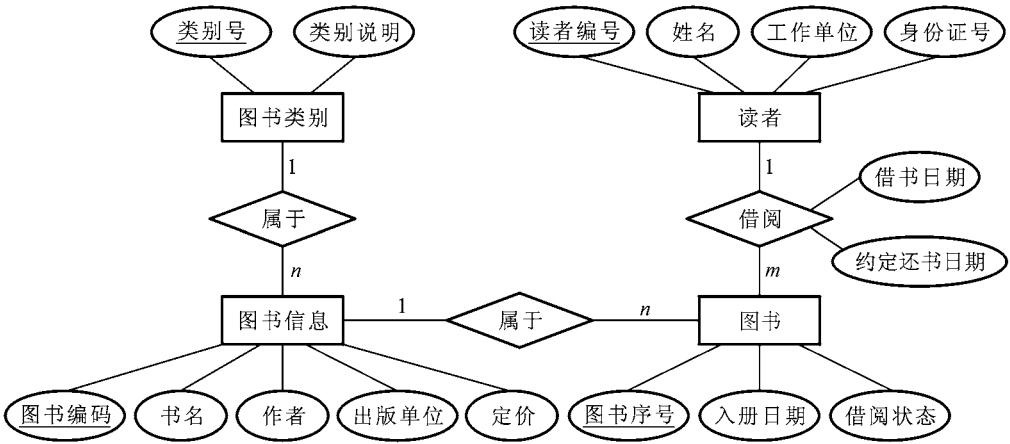 类别号 类别说明 读者编号 姓名 工作单位 身份证号
图书类别 读者
1 1
借书日期
属于 借阅
约定还书日期
n m
图书信息 1 属于 n 图书
图书编码 书名 作者 出版单位 定价 图书序号 入册日期 借阅状态